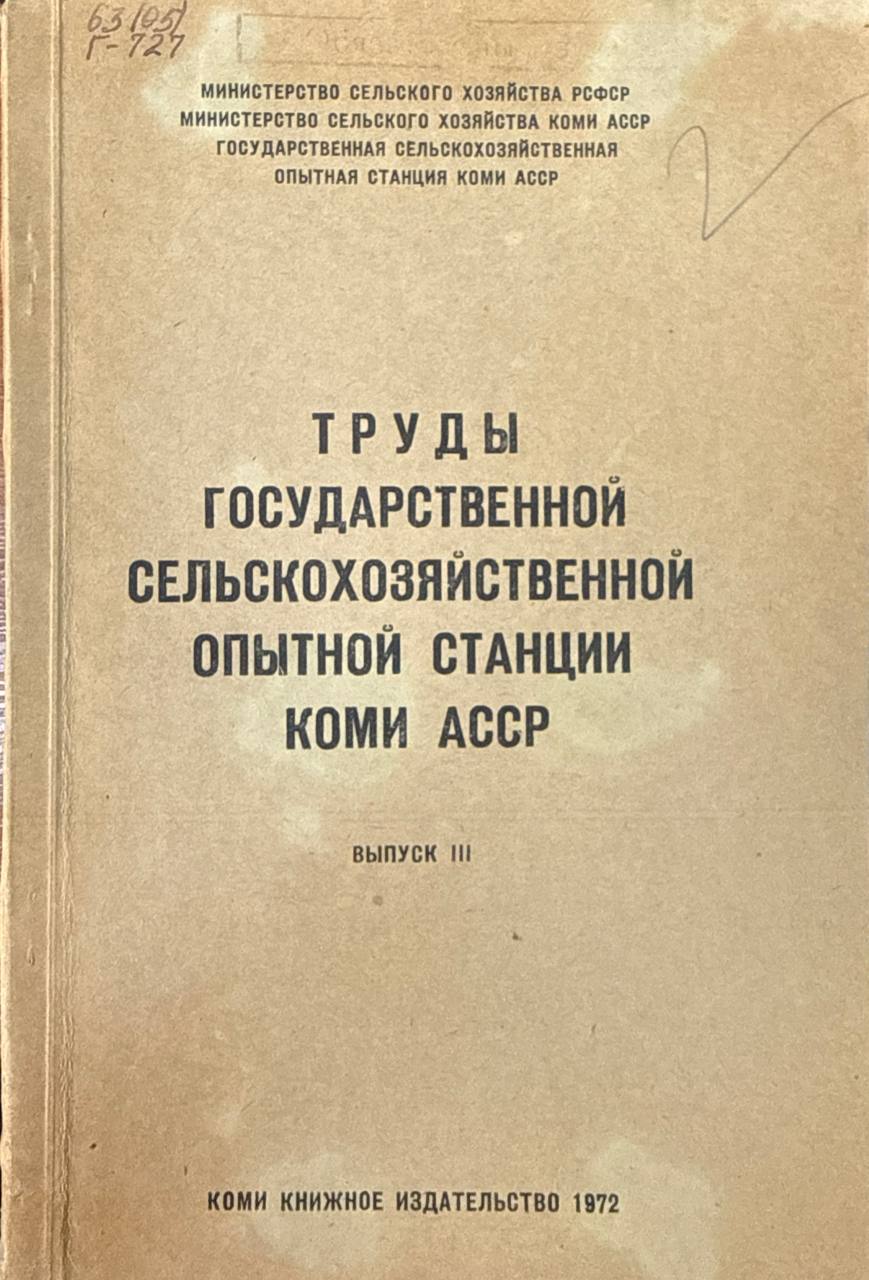 63(05)
Г-727
МИНИСТЕРСТВО СЕЛЬСКОГО ХОЗЯЙСТВА РСФСР
МИНИСТЕРСТВО СЕЛЬСКОГО ХОЗЯЙСТВА КОМИ АССР
ГОСУДАРСТВЕННАЯ СЕЛЬСКОХОЗЯЙСТВЕННАЯ
ОПЫТНАЯ СТАНЦИЯ КОМИ АССР
ТРУДЫ
ГОСУДАРСТВЕННОЙ
СЕЛЬСКОХОЗЯЙСТВЕННОЙ
ОПЫТНОЙ СТАНЦИИ
КОМИ АССР
ВЫПУСК III
КОМИ КНИЖНОЕ ИЗДАТЕЛЬСТВО 1972